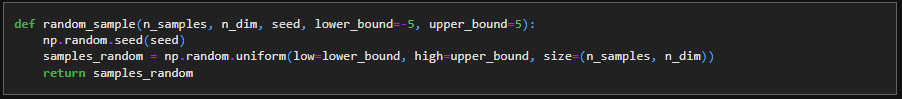 def random_sample(n_samples, n_dim, seed, lower_bound=-5, upper_bound=5):
    np.random.seed(seed)
    samples_random = np.random.uniform(low=lower_bound, high=upper_bound, size=(n_samples, n_dim))
    return samples_random